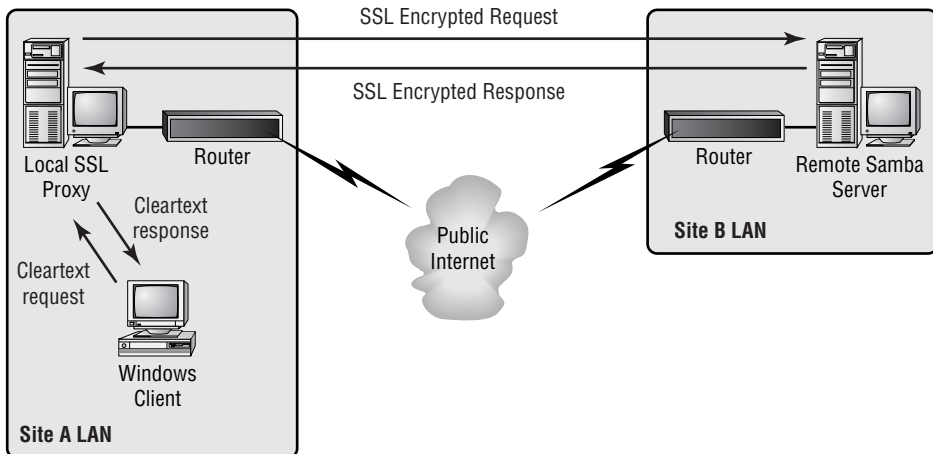 SSL Encrypted Request
SSL Encrypted Response
Local SSL
Proxy
Router
Cleartext
response
Cleartext
request
Windows
Client
Site A LAN
Public
Internet
Router
Remote Samba
Server
Site B LAN